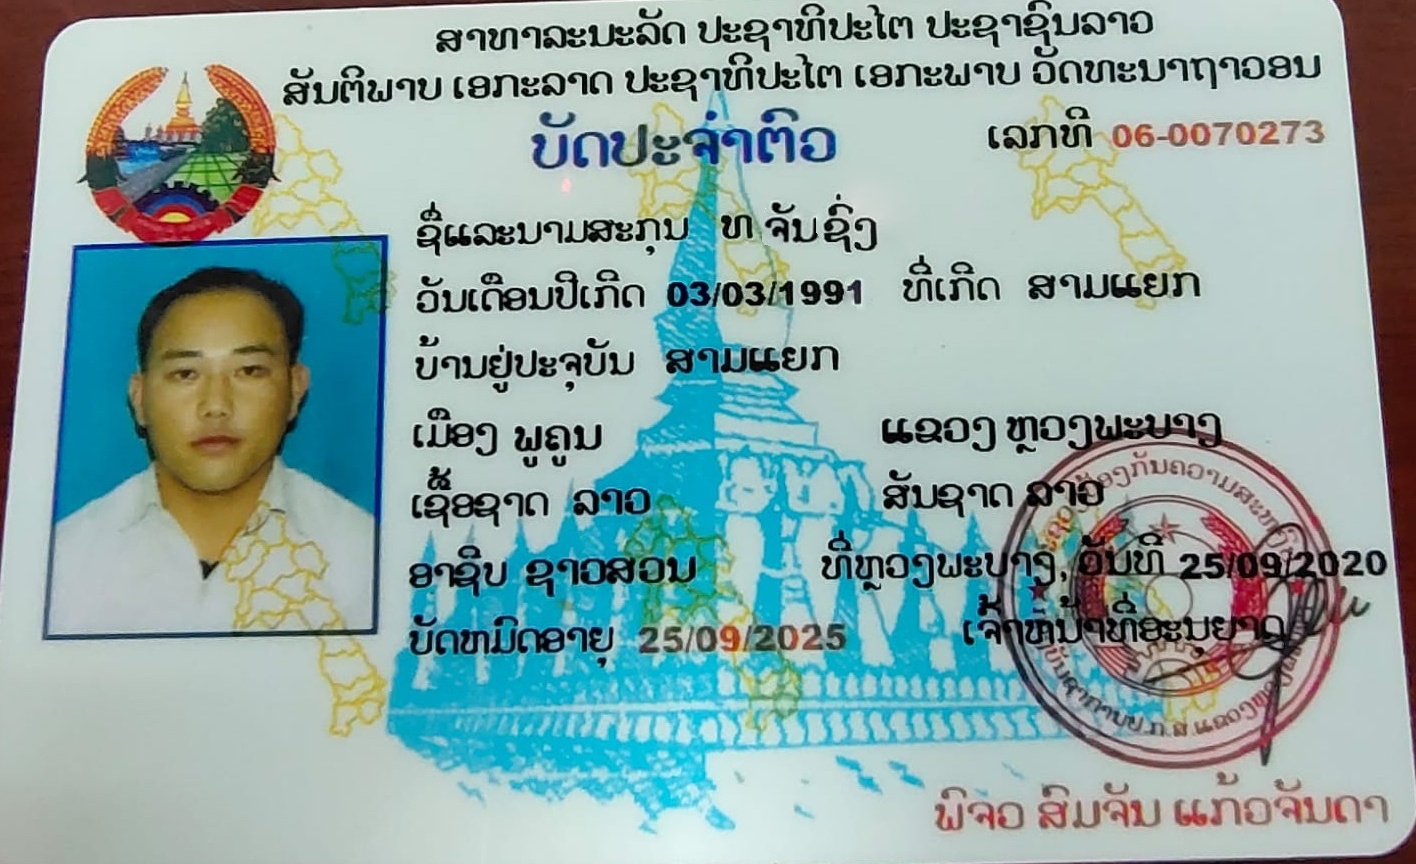 ສາທາລະນະລັດ ປະຊາທິປະໄຕ ປະຊາຊົນລາວ
ສັນຕິພາບ ເອກະລາດ ປະຊາທິປະໄຕ ເອກະພາບ ວັດທະນາຖາວອນ
ບັດປະຈຳຕົວ ເລກທີ 06-0070273
ຊື່ແລະນາມສະກຸນ ທ ຈັນຊົ່ງ
ວັນເດືອນປີເກີດ 03/03/1991 ທີ່ເກີດ ສາມແຍກ
ບ້ານຢູ່ປະຈຸບັນ ສາມແຍກ
ເມືອງ ພູຄູນ ແຂວງ ຫຼວງພະບາງ
ເຊື້ອຊາດ ລາວ ສັນຊາດ ລາວ
ອາຊີບ ຊາວສວນ ທີ່ຫຼວງພະບາງ, ວັນທີ 25/09/2020
ບັດຫມົດອາຍຸ 25/09/2025 ເຈົ້າຫນ້າທີ່ອະນຸຍາດ
ພິຈອ ສົມຈັນ ແກ້ວຈັນດາ